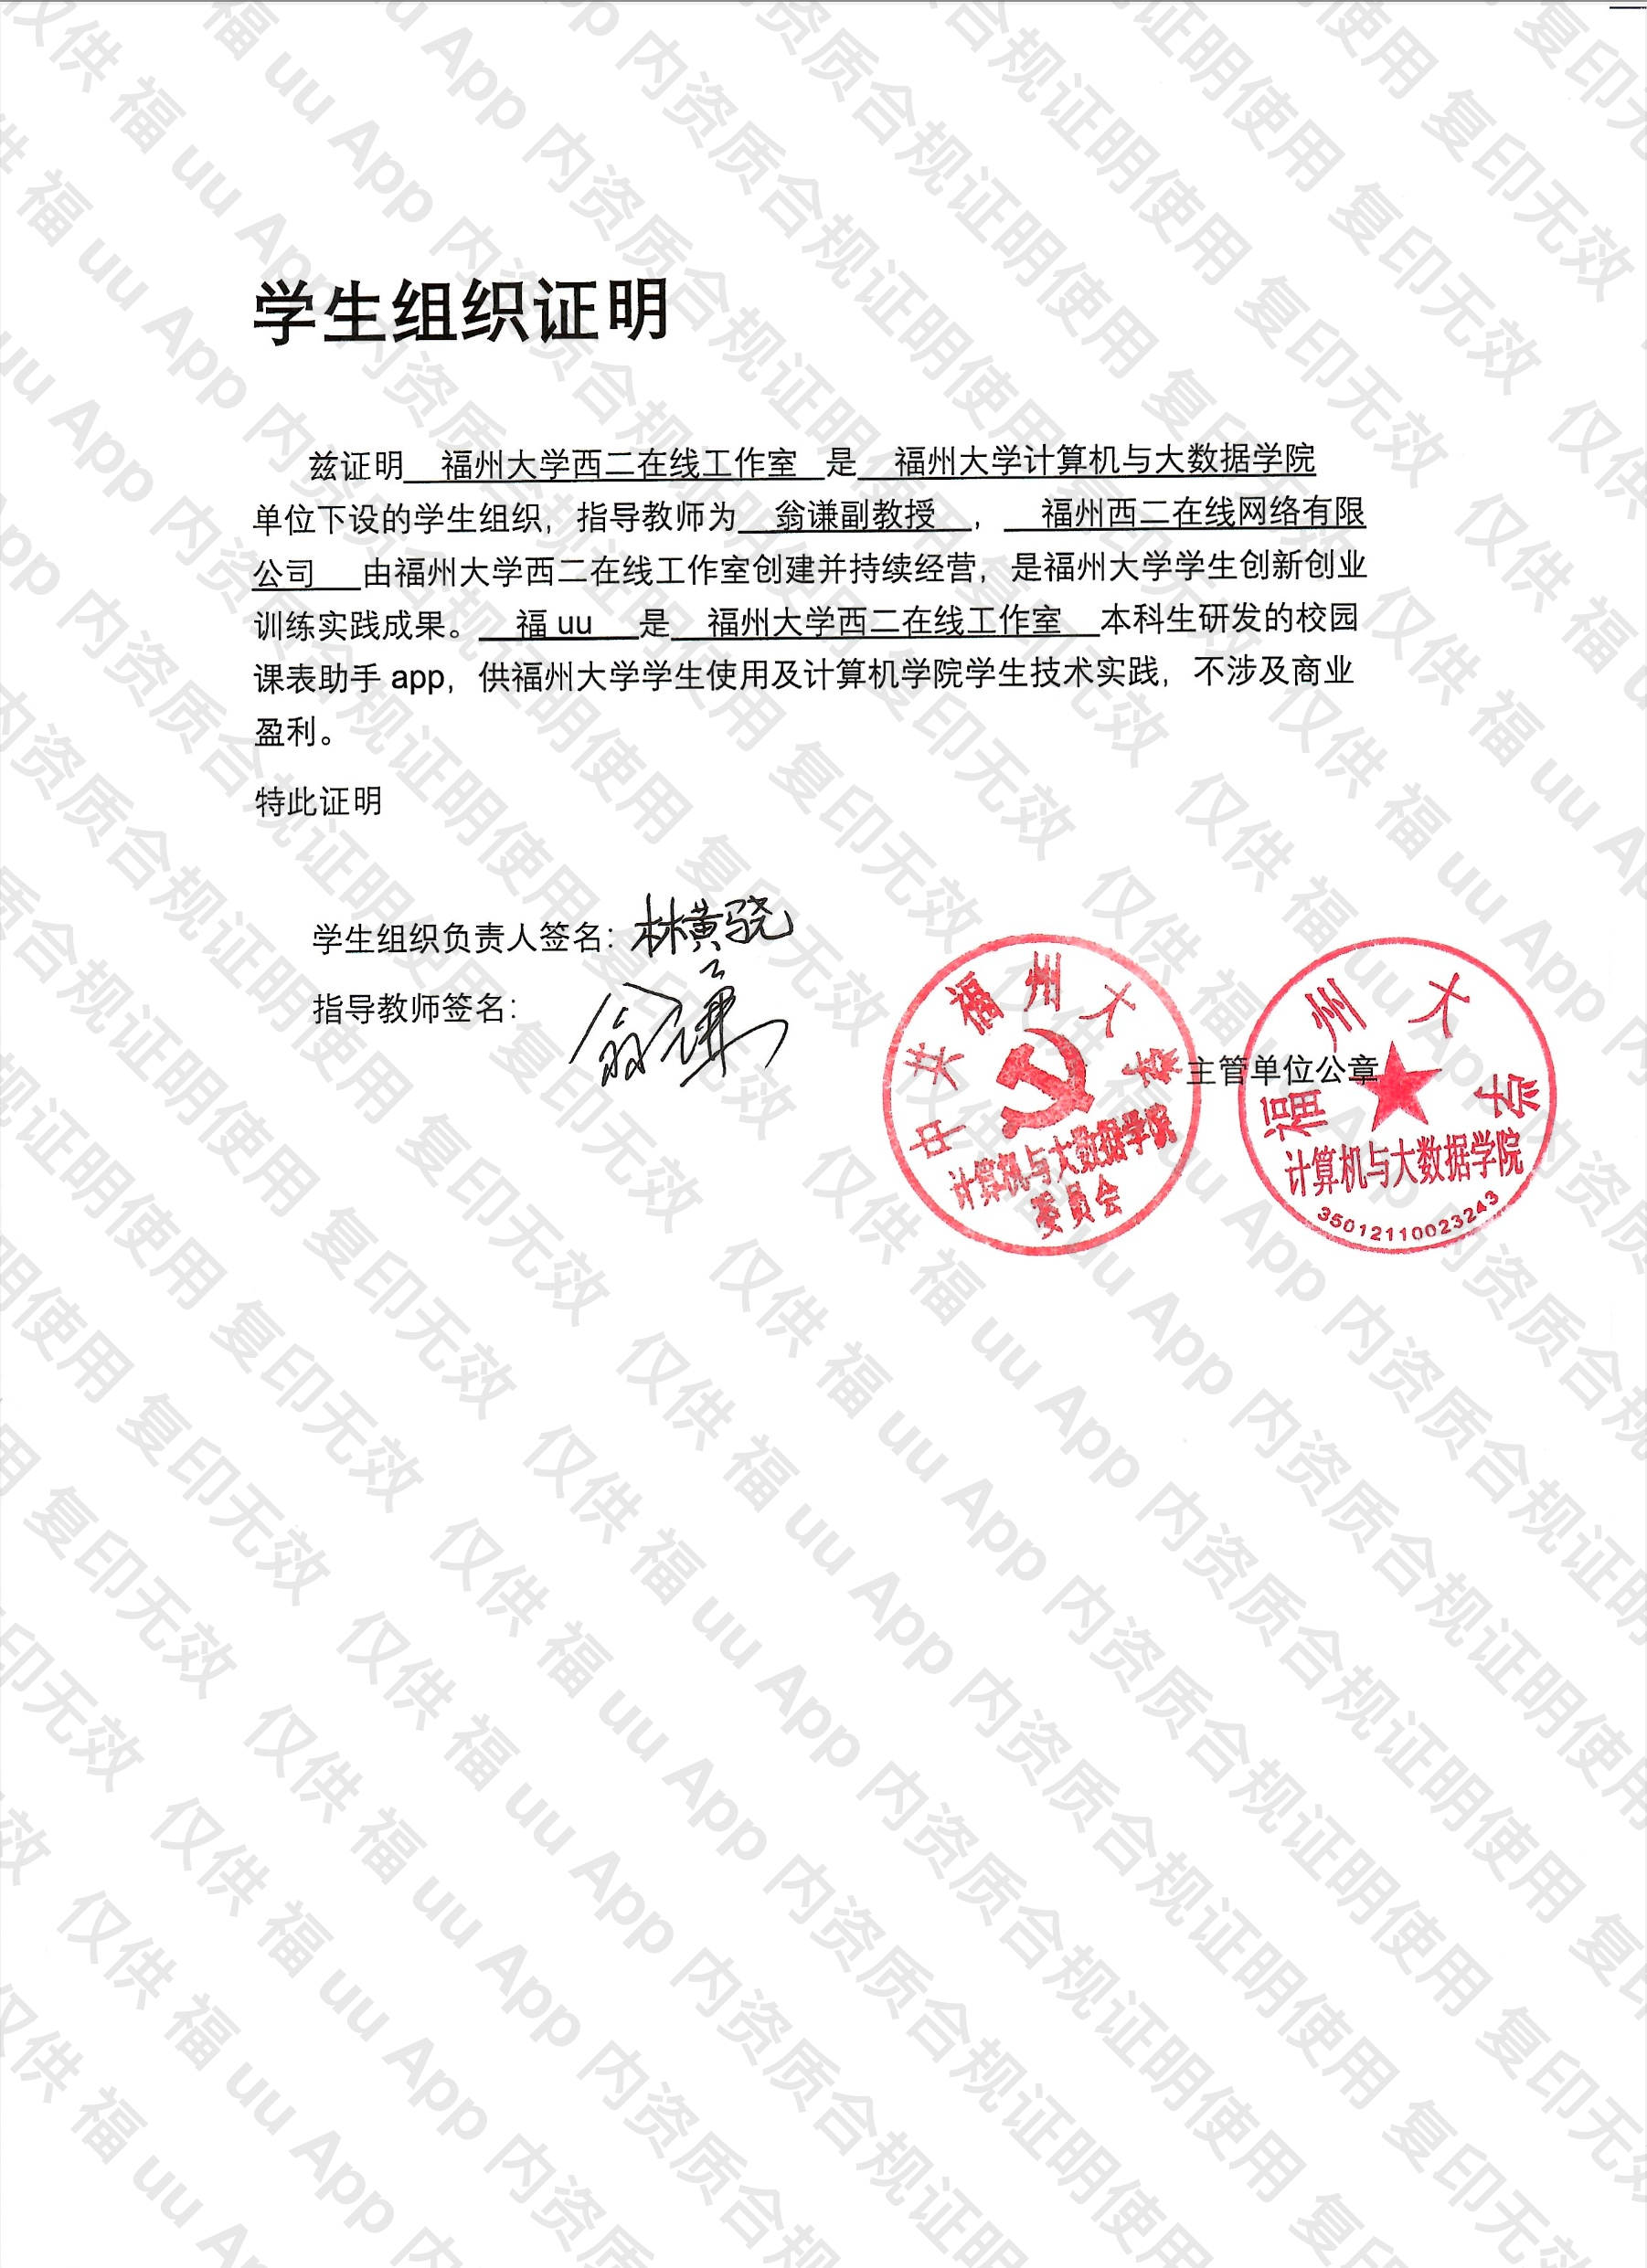 学生组织证明
兹证明 福州大学西二在线工作室 是 福州大学计算机与大数据学院
单位下设的学生组织，指导教师为 翁谦副教授 ， 福州西二在线网络有限
公司 由福州大学西二在线工作室创建并持续经营，是福州大学学生创新创业
训练实践成果。 福 uu 是 福州大学西二在线工作室 本科生研发的校园
课表助手 app，供福州大学学生使用及计算机学院学生技术实践，不涉及商业
盈利。
特此证明
学生组织负责人签名：林黄骁
指导教师签名：翁谦
主管单位公章
中共福州大学
计算机与大数据学院
委员会
福州大学
计算机与大数据学院
35012110023243
仅供 福 uu App 内资质合规证明使用 复印无效